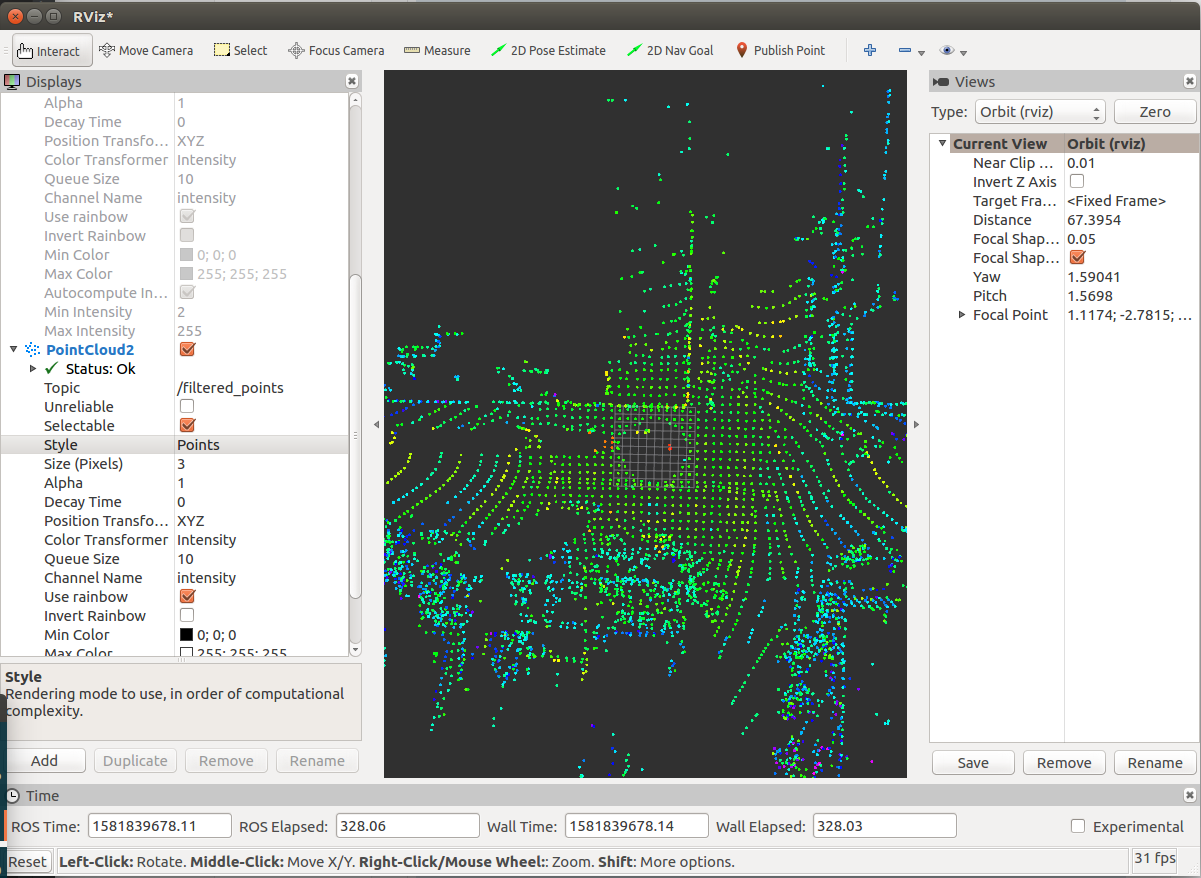 RViz*
Interact Move Camera Select Focus Camera Measure 2D Pose Estimate 2D Nav Goal Publish Point
Displays
Alpha 1
Decay Time 0
Position Transfo... XYZ
Color Transformer Intensity
Queue Size 10
Channel Name intensity
Use rainbow
Invert Rainbow
Min Color 0; 0; 0
Max Color 255; 255; 255
Autocompute In...
Min Intensity 2
Max Intensity 255
PointCloud2
Status: Ok
Topic /filtered_points
Unreliable
Selectable
Style Points
Size (Pixels) 3
Alpha 1
Decay Time 0
Position Transfo... XYZ
Color Transformer Intensity
Queue Size 10
Channel Name intensity
Use rainbow
Invert Rainbow
Min Color 0; 0; 0
Max Color 255; 255; 255
Style
Rendering mode to use, in order of computational
complexity.
Add Duplicate Remove Rename
Views
Type: Orbit (rviz) Zero
Current View Orbit (rviz)
Near Clip ... 0.01
Invert Z Axis
Target Fra... <Fixed Frame>
Distance 67.3954
Focal Shap... 0.05
Focal Shap...
Yaw 1.59041
Pitch 1.5698
Focal Point 1.1174; -2.7815; ...
Save Remove Rename
Time
ROS Time: 1581839678.11 ROS Elapsed: 328.06 Wall Time: 1581839678.14 Wall Elapsed: 328.03 Experimental
Reset Left-Click: Rotate. Middle-Click: Move X/Y. Right-Click/Mouse Wheel:: Zoom. Shift: More options. 31 fps